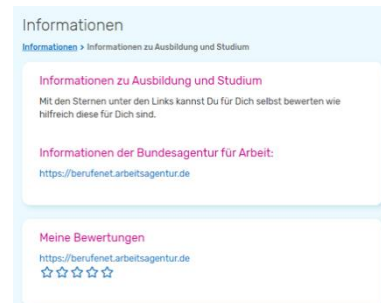 Informationen
Informationen > Informationen zu Ausbildung und Studium
Informationen zu Ausbildung und Studium
Mit den Sternen unter den Links kannst Du für Dich selbst bewerten wie
hilfreich diese für Dich sind.
Informationen der Bundesagentur für Arbeit:
https://berufenet.arbeitsagentur.de
Meine Bewertungen
https://berufenet.arbeitsagentur.de